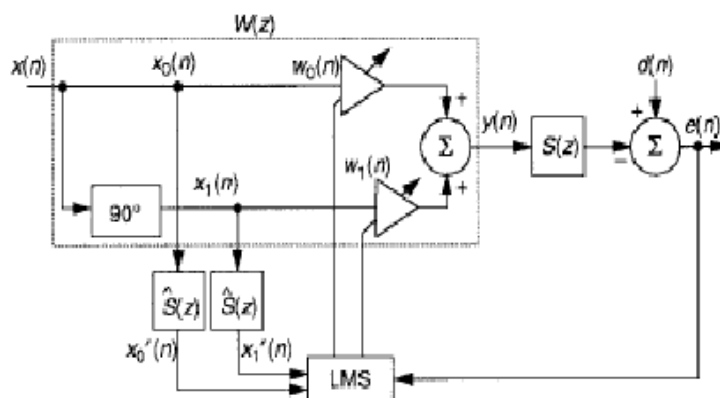 W(z)
x(n)
x₀(n)
w₀(n)
d(n)
+
+
y(n)
S(z)
Σ
−
Σ
e(n)
90°
x₁(n)
w₁(n)
+
Ŝ(z)
Ŝ(z)
x₀″(n)
x₁″(n)
LMS